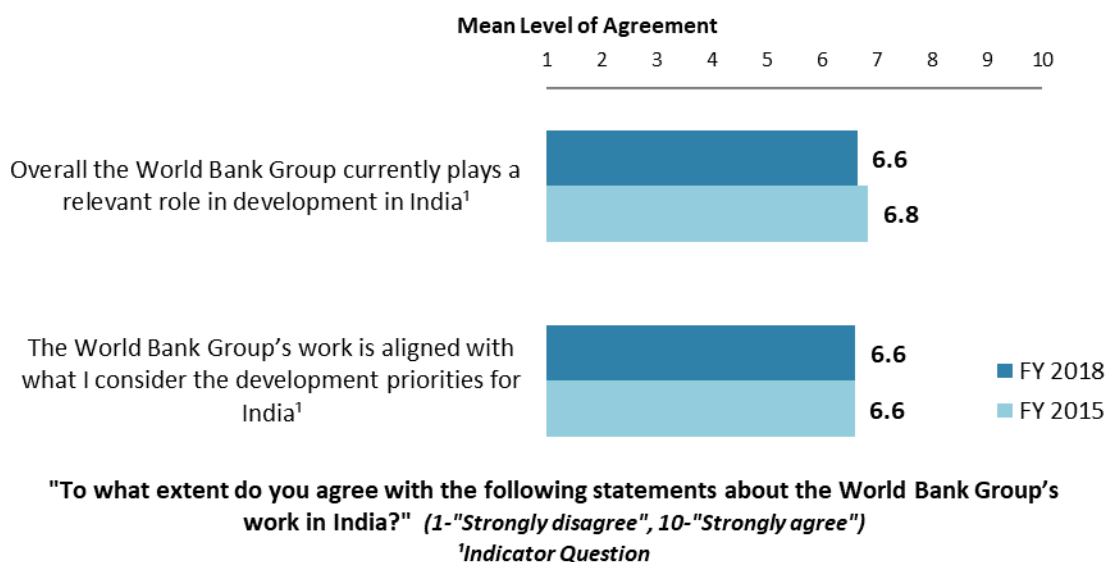 Mean Level of Agreement
1 2 3 4 5 6 7 8 9 10
Overall the World Bank Group currently plays a
relevant role in development in India¹
6.6
6.8
The World Bank Group’s work is aligned with
what I consider the development priorities for
India¹
6.6
6.6
FY 2018
FY 2015
"To what extent do you agree with the following statements about the World Bank Group’s
work in India?" (1-"Strongly disagree", 10-"Strongly agree")
¹Indicator Question